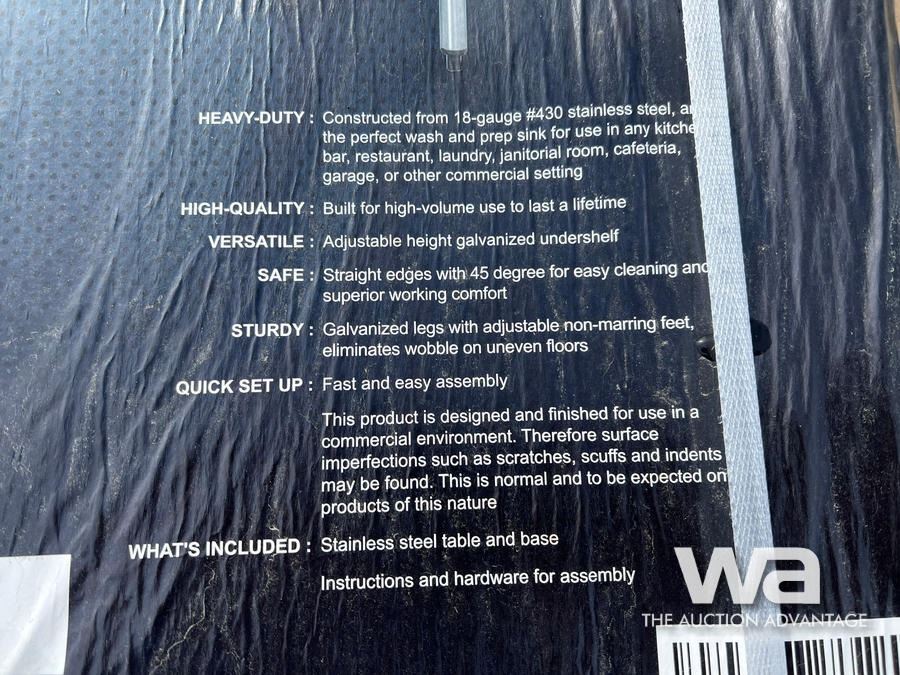 HEAVY-DUTY : Constructed from 18-gauge #430 stainless steel,
the perfect wash and prep sink for use in any
bar, restaurant, laundry, janitorial room, cafeteria,
garage, or other commercial setting
HIGH-QUALITY : Built for high-volume use to last a lifetime
VERSATILE : Adjustable height galvanized undershelf
SAFE : Straight edges with 45 degree for easy cleaning and
superior working comfort
STURDY : Galvanized legs with adjustable non-marring feet,
eliminates wobble on uneven floors
QUICK SET UP : Fast and easy assembly
This product is designed and finished for use in a
commercial environment. Therefore surface
imperfections such as scratches, scuffs and indents
may be found. This is normal and to be expected on
products of this nature
WHAT'S INCLUDED : Stainless steel table and base
Instructions and hardware for assembly
wa
THE AUCTION ADVANTAGE